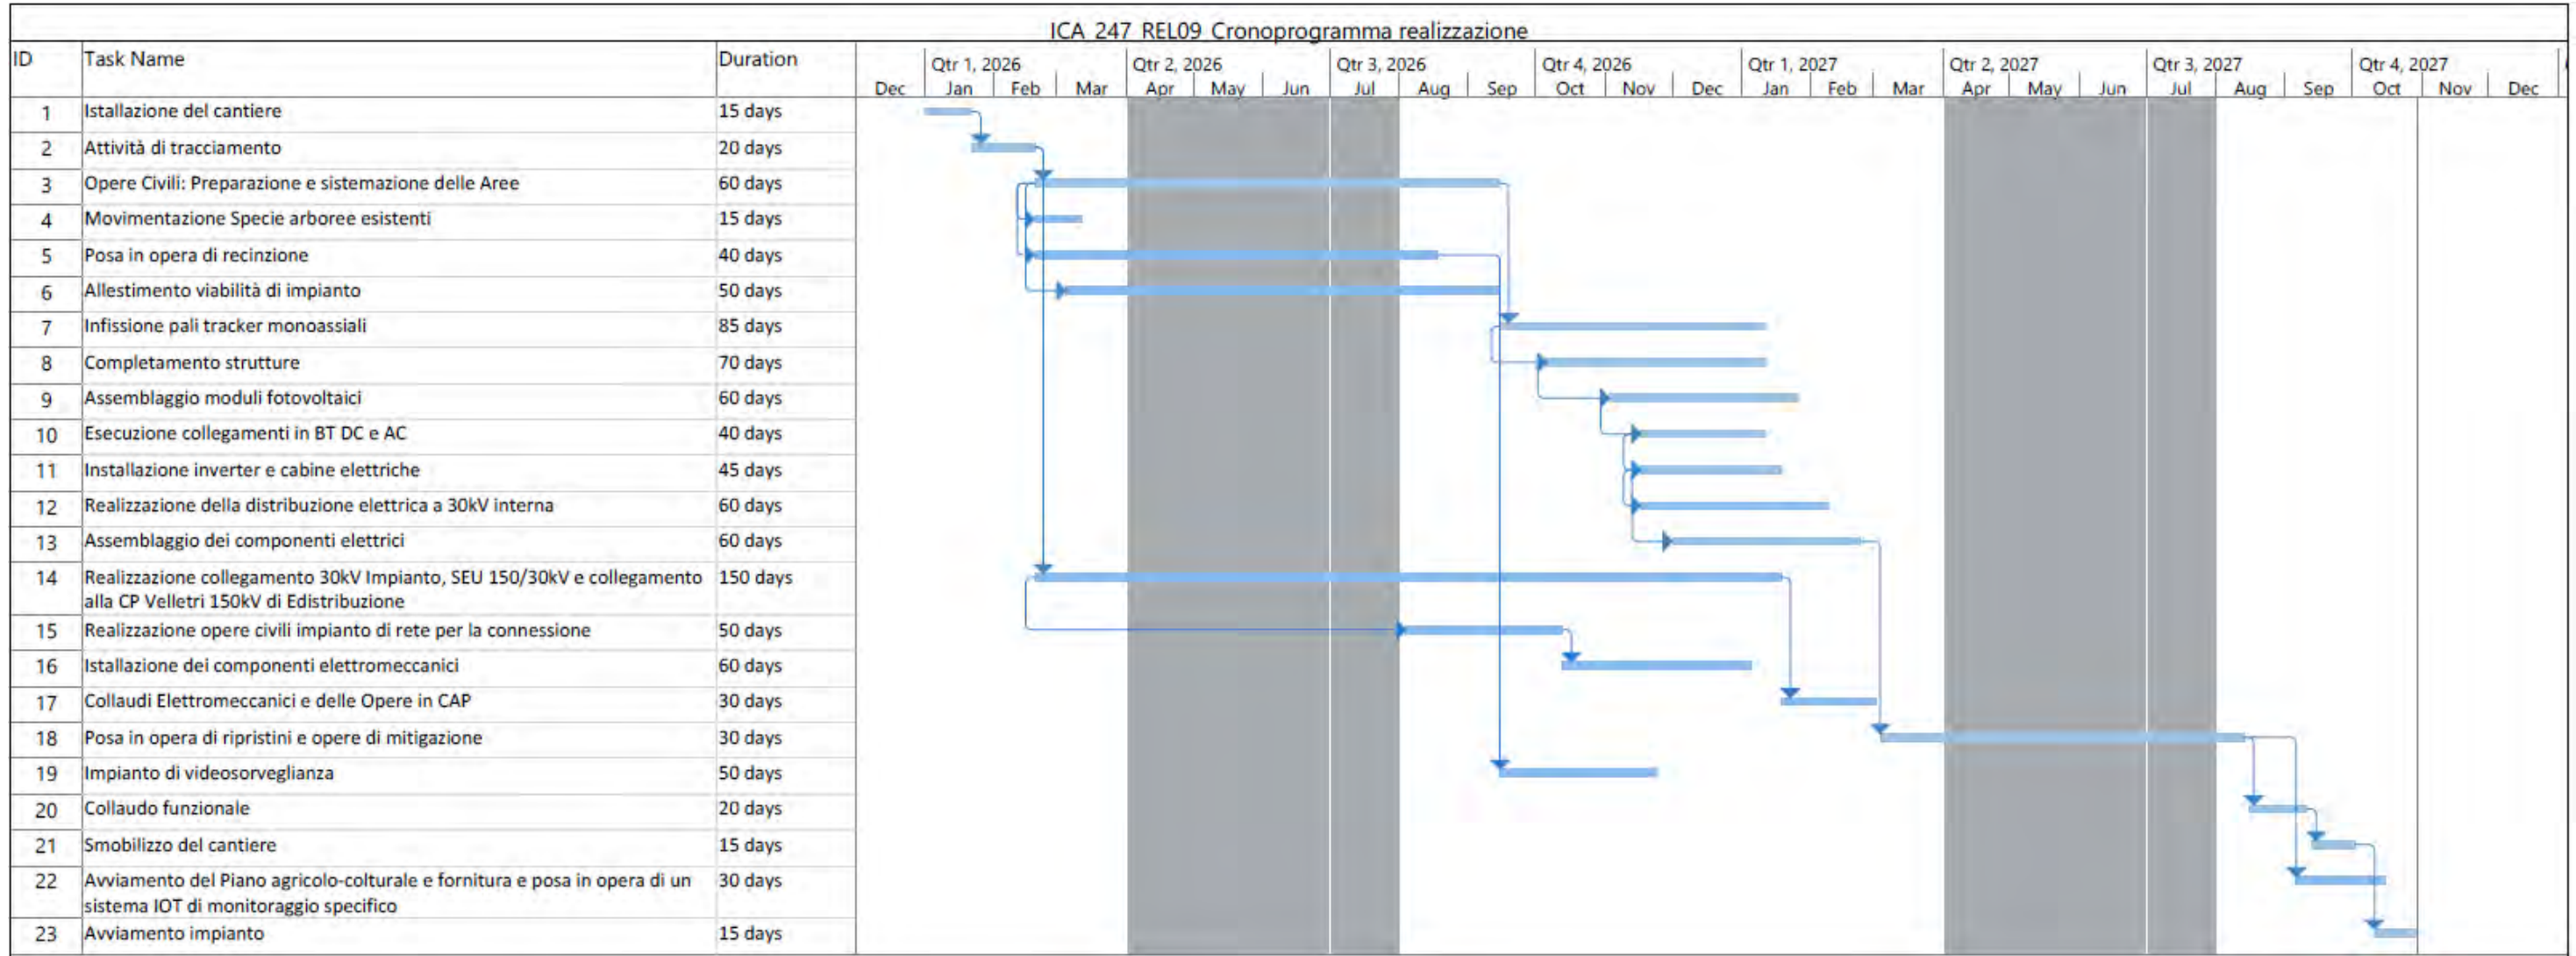 ICA 247 REL09 Cronoprogramma realizzazione
ID Task Name Duration
Qtr 1, 2026 Qtr 2, 2026 Qtr 3, 2026 Qtr 4, 2026 Qtr 1, 2027 Qtr 2, 2027 Qtr 3, 2027 Qtr 4, 2027
Dec Jan Feb Mar Apr May Jun Jul Aug Sep Oct Nov Dec Jan Feb Mar Apr May Jun Jul Aug Sep Oct Nov Dec
1 Istallazione del cantiere 15 days
2 Attività di tracciamento 20 days
3 Opere Civili: Preparazione e sistemazione delle Aree 60 days
4 Movimentazione Specie arboree esistenti 15 days
5 Posa in opera di recinzione 40 days
6 Allestimento viabilità di impianto 50 days
7 Infissione pali tracker monoassiali 85 days
8 Completamento strutture 70 days
9 Assemblaggio moduli fotovoltaici 60 days
10 Esecuzione collegamenti in BT DC e AC 40 days
11 Installazione inverter e cabine elettriche 45 days
12 Realizzazione della distribuzione elettrica a 30kV interna 60 days
13 Assemblaggio dei componenti elettrici 60 days
14 Realizzazione collegamento 30kV Impianto, SEU 150/30kV e collegamento 150 days
alla CP Velletri 150kV di Edistribuzione
15 Realizzazione opere civili impianto di rete per la connessione 50 days
16 Istallazione dei componenti elettromeccanici 60 days
17 Collaudi Elettromeccanici e delle Opere in CAP 30 days
18 Posa in opera di ripristini e opere di mitigazione 30 days
19 Impianto di videosorveglianza 50 days
20 Collaudo funzionale 20 days
21 Smobilizzo del cantiere 15 days
22 Avviamento del Piano agricolo-colturale e fornitura e posa in opera di un 30 days
sistema IOT di monitoraggio specifico
23 Avviamento impianto 15 days